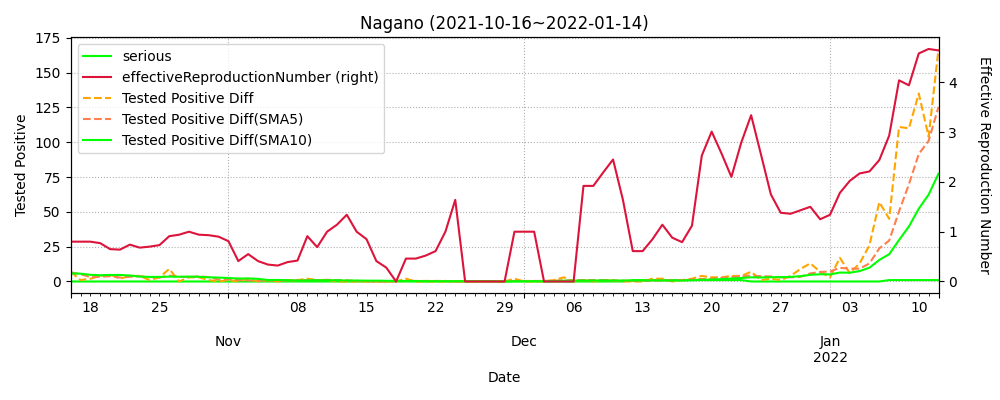 Nagano (2021-10-16~2022-01-14)
serious
effectiveReproductionNumber (right)
Tested Positive Diff
Tested Positive Diff(SMA5)
Tested Positive Diff(SMA10)
Tested Positive
175
150
125
100
75
50
25
0
Effective Reproduction Number
4
3
2
1
0
18 25 08 15 22 29 06 13 20 27 03 10
Nov Dec Jan
2022
Date